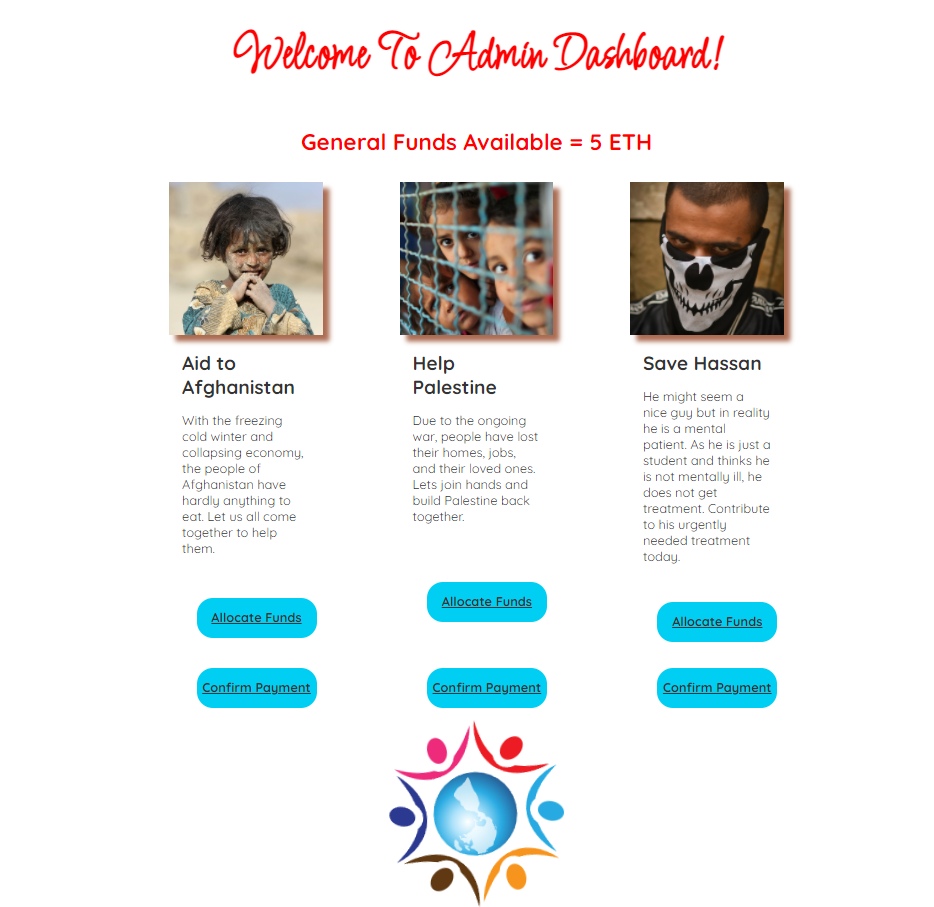 Welcome To Admin Dashboard!
General Funds Available = 5 ETH
Aid to
Afghanistan
With the freezing
cold winter and
collapsing economy,
the people of
Afghanistan have
hardly anything to
eat. Let us all come
together to help
them.
Allocate Funds
Confirm Payment
Help
Palestine
Due to the ongoing
war, people have lost
their homes, jobs,
and their loved ones.
Lets join hands and
build Palestine back
together.
Allocate Funds
Confirm Payment
Save Hassan
He might seem a
nice guy but in reality
he is a mental
patient. As he is just a
student and thinks he
is not mentally ill, he
does not get
treatment. Contribute
to his urgently
needed treatment
today.
Allocate Funds
Confirm Payment